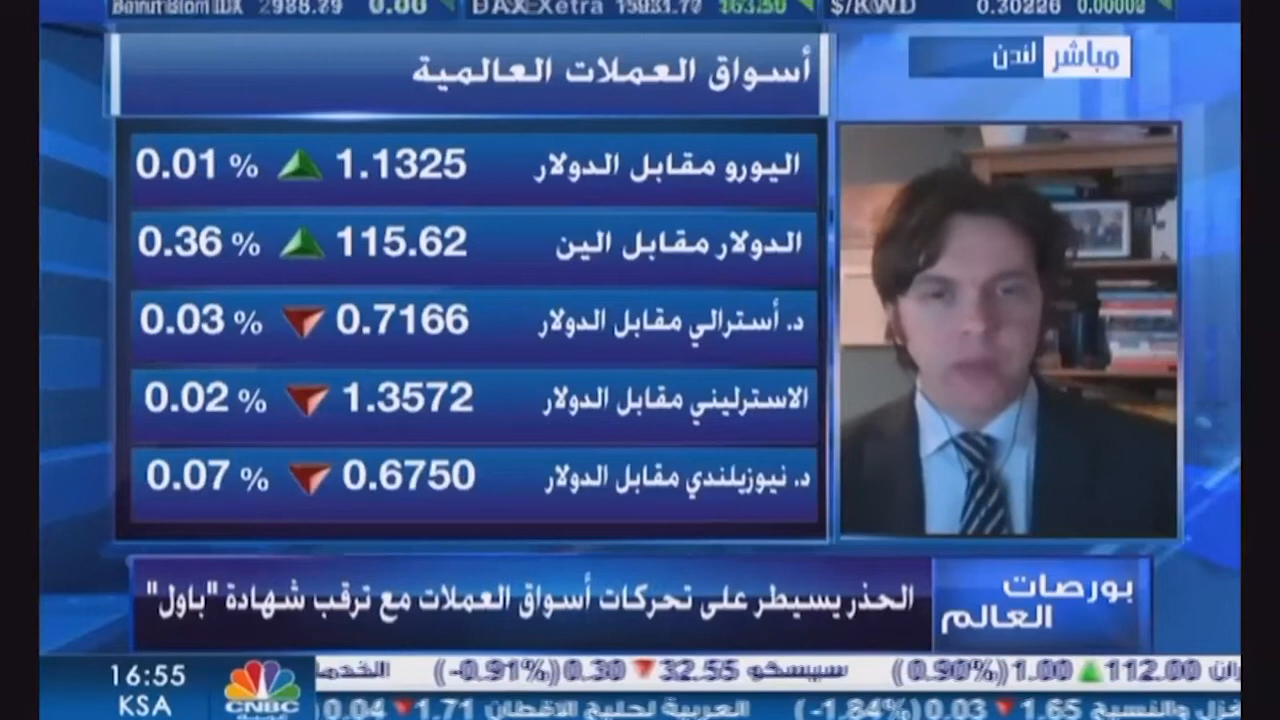 Beirut Blom IDX 2988.29 0.00 DAX Xetra 15931.77 163.50 $/KWD 0.30226 0.00000
مباشر لندن
أسواق العملات العالمية
اليورو مقابل الدولار 1.1325 0.01 %
الدولار مقابل الين 115.62 0.36 %
د. أسترالي مقابل الدولار 0.7166 0.03 %
الاسترليني مقابل الدولار 1.3572 0.02 %
د. نيوزيلندي مقابل الدولار 0.6750 0.07 %
بورصات العالم
الحذر يسيطر على تحركات أسواق العملات مع ترقب شهادة "باول"
112.00 1.00 (0.90%) سيسكو 32.55 0.30 (-0.91%)
1.65 0.03 (-1.84%) العربية لحليج الاقطان 1.71 0.04
16:55
KSA
CNBC
عربية